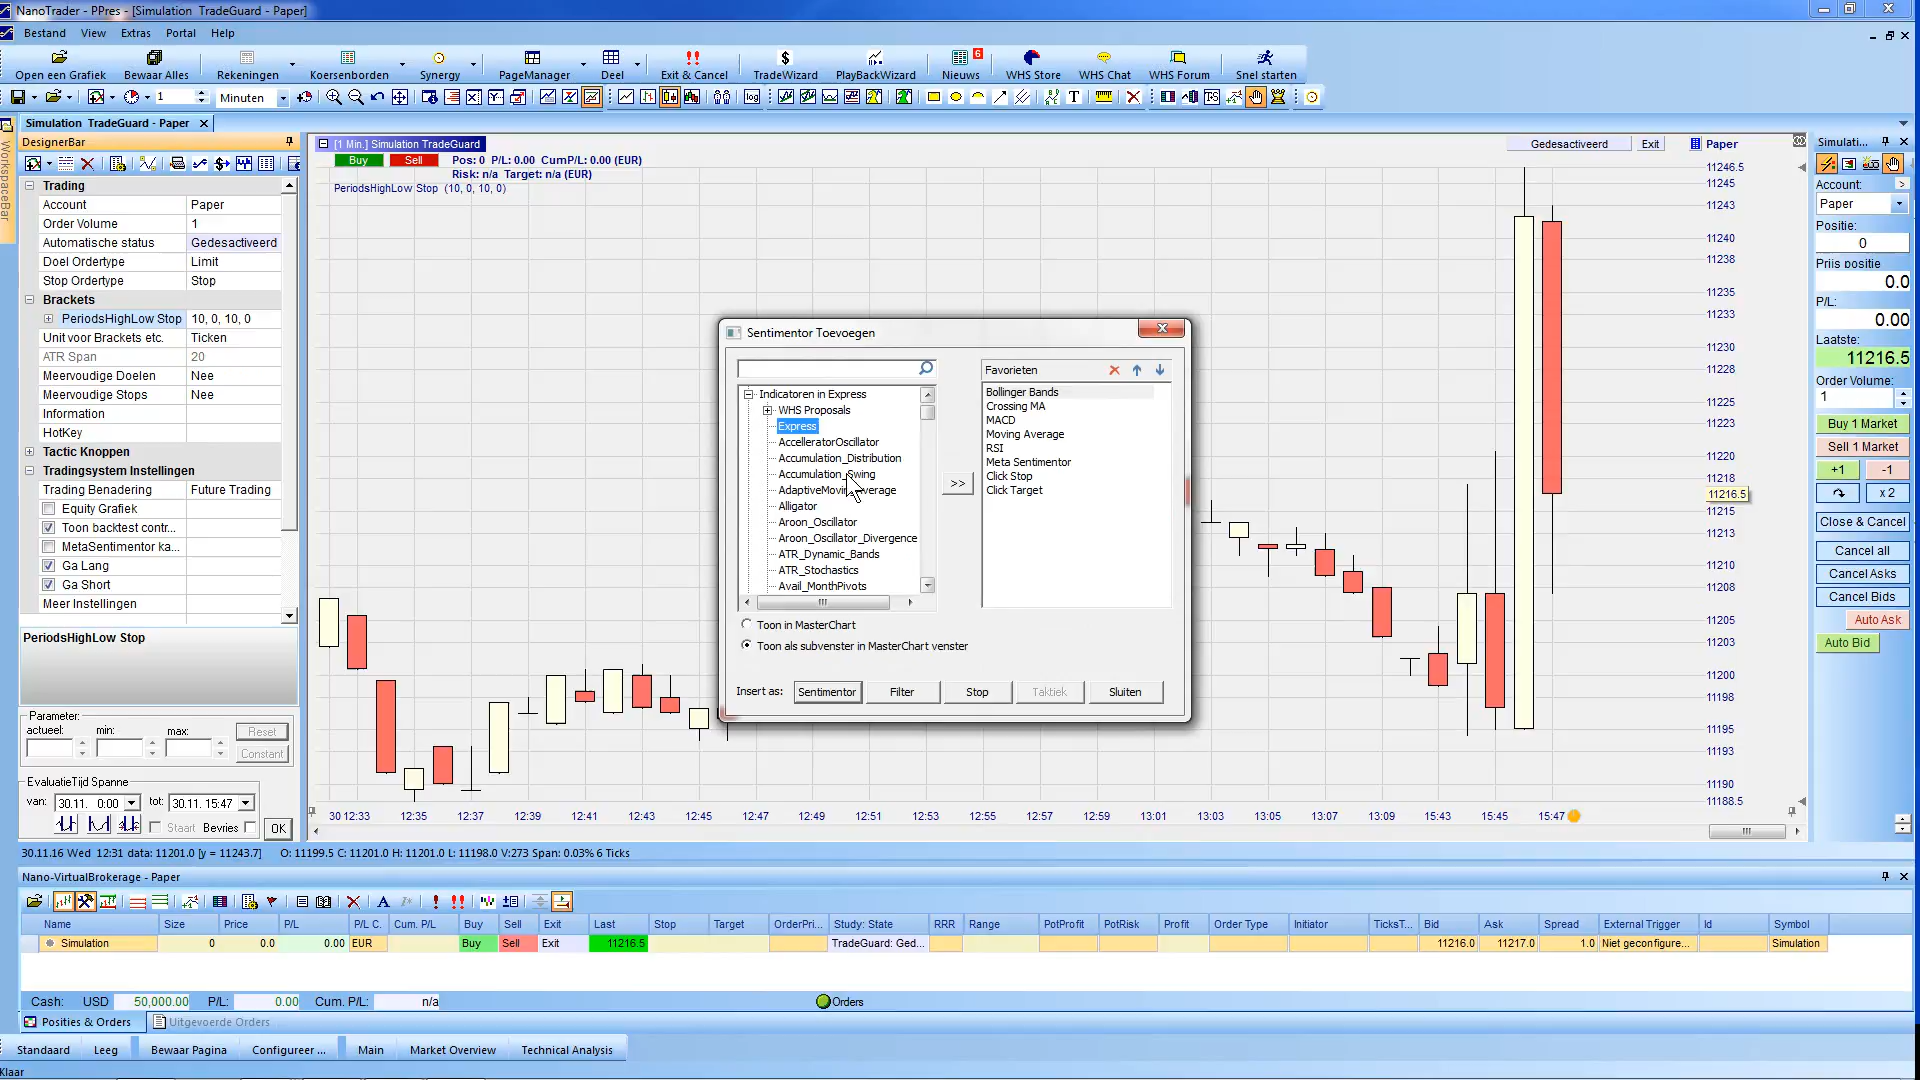 NanoTrader - PPres - [Simulation TradeGuard - Paper]
Bestand View Extras Portal Help
Open een Grafiek Bewaar Alles Rekeningen Koersenborden Synergy PageManager Deel Exit & Cancel TradeWizard PlayBackWizard Nieuws 6 WHS Store WHS Chat WHS Forum Snel starten
1 Minuten
Simulation TradeGuard - Paper
WorkspaceBar
DesignerBar
Trading
Account Paper
Order Volume 1
Automatische status Gedesactiveerd
Doel Ordertype Limit
Stop Ordertype Stop
Brackets
PeriodsHighLow Stop 10, 0, 10, 0
Unit voor Brackets etc. Ticken
ATR Span 20
Meervoudige Doelen Nee
Meervoudige Stops Nee
Information
HotKey
Tactic Knoppen
Tradingsystem Instellingen
Trading Benadering Future Trading
Equity Grafiek
Toon backtest contr...
MetaSentimentor ka...
Ga Lang
Ga Short
Meer Instellingen
PeriodsHighLow Stop
Parameter:
actueel: min: max: Reset
Constant
EvaluatieTijd Spanne
van: 30.11. 0:00 tot: 30.11. 15:47
Staart Bevries OK
[1 Min.] Simulation TradeGuard
Buy Sell Pos: 0 P/L: 0.00 CumP/L: 0.00 (EUR)
Risk: n/a Target: n/a (EUR)
PeriodsHighLow Stop (10, 0, 10, 0)
Gedesactiveerd Exit Paper
11246.5
11245
11243
11240
11238
11235
11233
11230
11228
11225
11223
11220
11218
11216.5
11215
11213
11210
11208
11205
11203
11200
11198
11195
11193
11190
11188.5
30 12:33 12:35 12:37 12:39 12:41 12:43 12:45 12:47 12:49 12:51 12:53 12:55 12:57 12:59 13:01 13:03 13:05 13:07 13:09 15:43 15:45 15:47
Sentimentor Toevoegen
Indicatoren in Express
WHS Proposals
Express
AccelleratorOscillator
Accumulation_Distribution
Accumulation_Swing
Alligator
Aroon_Oscillator
Aroon_Oscillator_Divergence
ATR_Dynamic_Bands
ATR_Stochastics
Avail_MonthPivots
>>
Favorieten
Bollinger Bands
Crossing MA
MACD
Moving Average
RSI
Meta Sentimentor
Click Stop
Click Target
Toon in MasterChart
Toon als subvenster in MasterChart venster
Insert as: Sentimentor Filter Stop Taktiek Sluiten
Simulati...
Account: >
Paper
Positie:
0
Prijs positie
0.0
P/L:
0.00
Laatste:
11216.5
Order Volume:
1
Buy 1 Market
Sell 1 Market
+1 -1
x 2
Close & Cancel
Cancel all
Cancel Asks
Cancel Bids
Auto Ask
Auto Bid
30.11.16 Wed 12:31 data: 11201.0 [y = 11243.7] O: 11199.5 C: 11201.0 H: 11201.0 L: 11198.0 V:273 Span: 0.03% 6 Ticks
Nano-VirtualBrokerage - Paper
Name Size Price P/L P/L C. Cum. P/L Buy Sell Exit Last Stop Target OrderPri... Study: State RRR Range PotProfit PotRisk Profit Order Type Initiator TicksT... Bid Ask Spread External Trigger Id Symbol
Simulation 0 0.0 0.00 EUR Buy Sell Exit 11216.5 TradeGuard: Ged... 11216.0 11217.0 1.0 Niet geconfigure... Simulation
Cash: USD 50,000.00 P/L: 0.00 Cum. P/L: n/a Orders
Posities & Orders Uitgevoerde Orders
Standaard Leeg Bewaar Pagina Configureer ... Main Market Overview Technical Analysis
Klaar